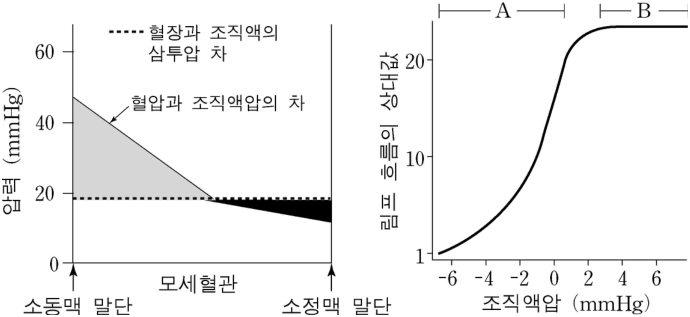 혈장과 조직액의
삼투압 차
혈압과 조직액압의 차
압력 (mmHg)
60
40
20
0
모세혈관
소동맥 말단
소정맥 말단
A
B
림프 흐름의 상대값
20
10
1
-6 -4 -2 0 2 4 6
조직액압 (mmHg)